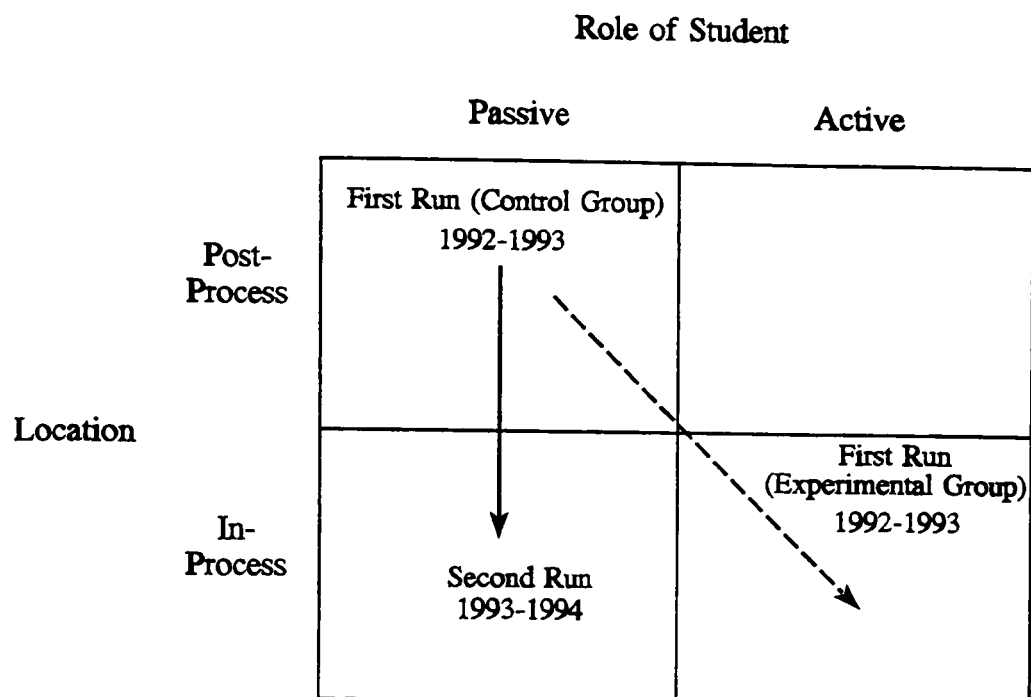 Role of Student
Passive
Active
First Run (Control Group)
1992-1993
Post-
Process
Location
First Run
(Experimental Group)
1992-1993
In-
Process
Second Run
1993-1994